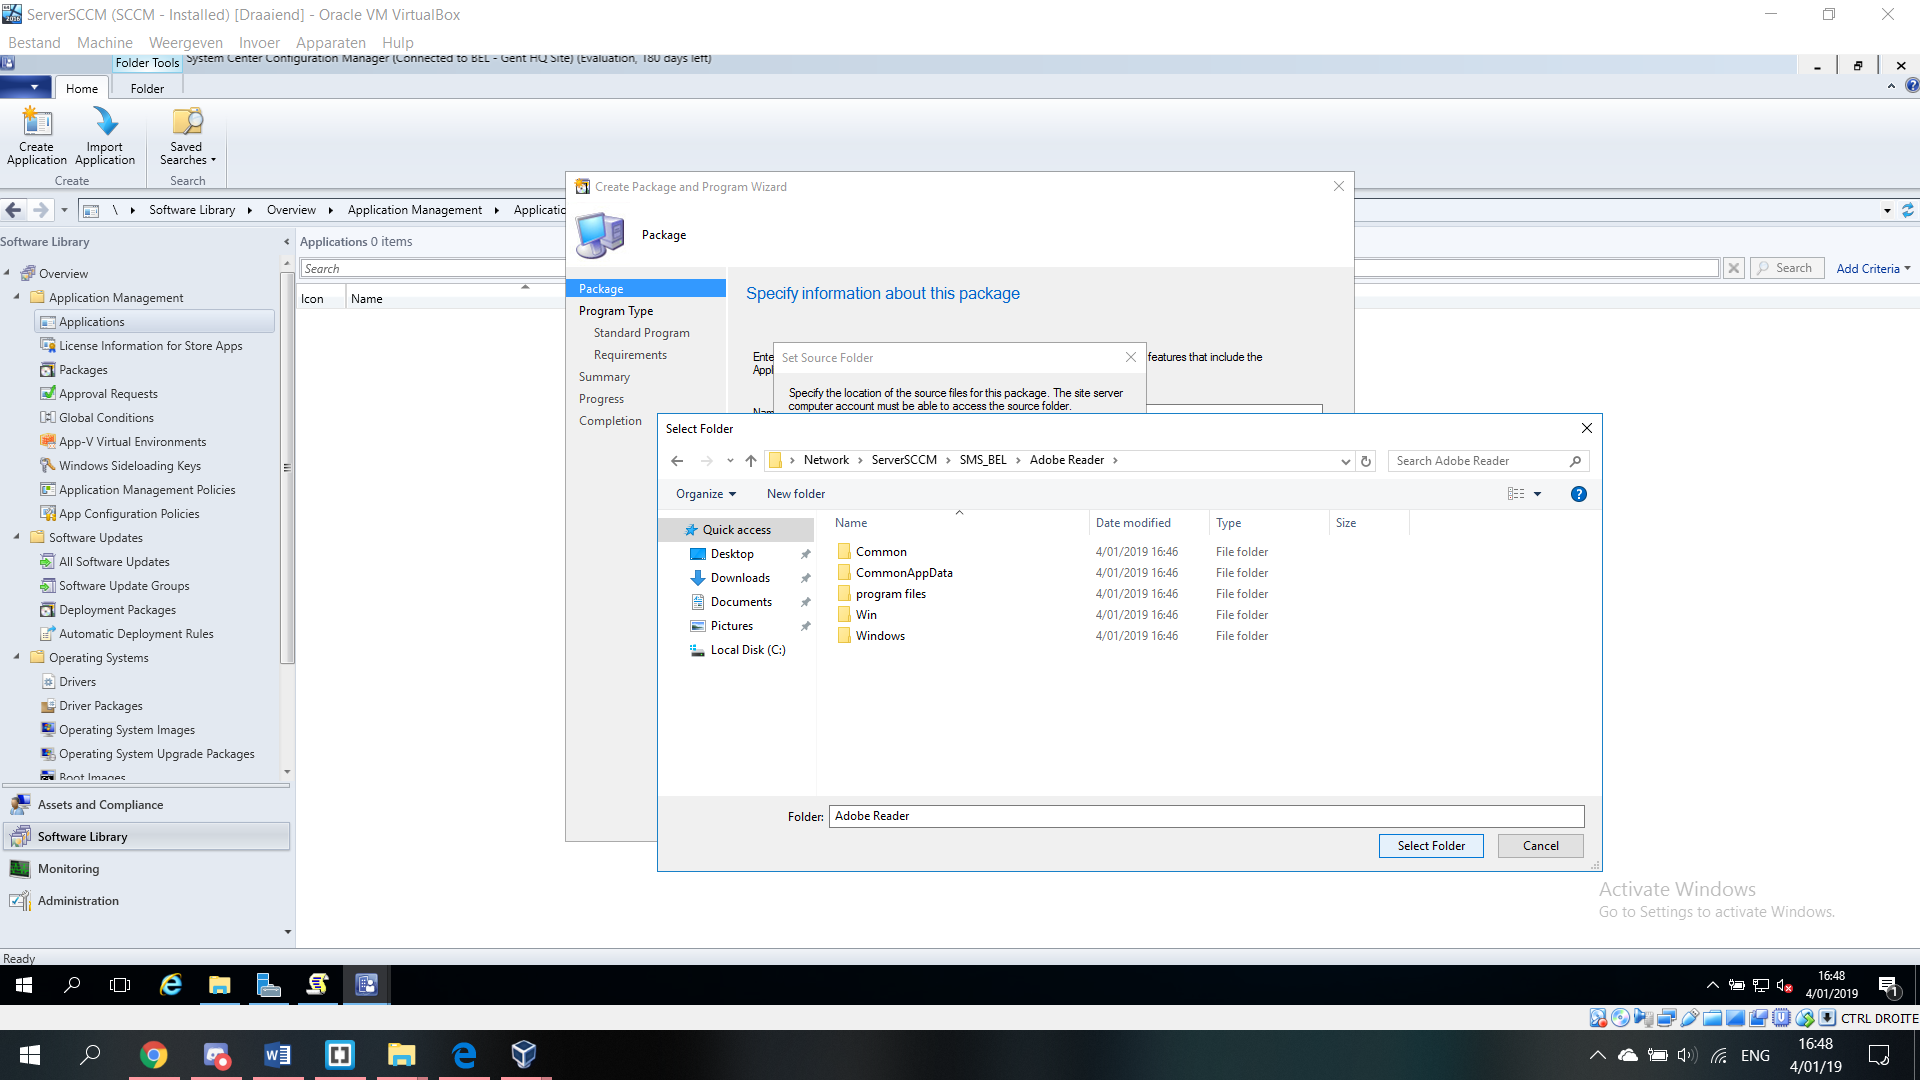 ServerSCCM (SCCM - Installed) [Draaiend] - Oracle VM VirtualBox
Bestand Machine Weergeven Invoer Apparaten Hulp
Folder Tools System Center Configuration Manager (Connected to BEL - Gent HQ Site) (Evaluation, 180 days left)
Home Folder
Create Application
Import Application
Saved Searches
Create
Search
\ Software Library Overview Application Management Applicatio
Software Library
Applications 0 items
Search
Search
Add Criteria
Icon Name
Overview
Application Management
Applications
License Information for Store Apps
Packages
Approval Requests
Global Conditions
App-V Virtual Environments
Windows Sideloading Keys
Application Management Policies
App Configuration Policies
Software Updates
All Software Updates
Software Update Groups
Deployment Packages
Automatic Deployment Rules
Operating Systems
Drivers
Driver Packages
Operating System Images
Operating System Upgrade Packages
Boot Images
Assets and Compliance
Software Library
Monitoring
Administration
Ready
Create Package and Program Wizard
Package
Package
Program Type
Standard Program
Requirements
Summary
Progress
Completion
Specify information about this package
Ente
features that include the
Appl
Nam
Set Source Folder
Specify the location of the source files for this package. The site server
computer account must be able to access the source folder.
Select Folder
Network ServerSCCM SMS_BEL Adobe Reader
Search Adobe Reader
Organize New folder
Quick access
Desktop
Downloads
Documents
Pictures
Local Disk (C:)
Name Date modified Type Size
Common 4/01/2019 16:46 File folder
CommonAppData 4/01/2019 16:46 File folder
program files 4/01/2019 16:46 File folder
Win 4/01/2019 16:46 File folder
Windows 4/01/2019 16:46 File folder
Folder: Adobe Reader
Select Folder Cancel
Activate Windows
Go to Settings to activate Windows.
16:48
4/01/2019
1
CTRL DROITE
ENG
16:48
4/01/19